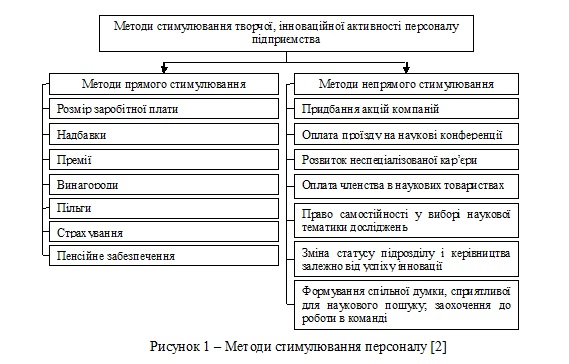 Методи стимулювання творчої, інноваційної активності персоналу
підприємства
Методи прямого стимулювання
Розмір заробітної плати
Надбавки
Премії
Винагороди
Пільги
Страхування
Пенсійне забезпечення
Методи непрямого стимулювання
Придбання акцій компаній
Оплата проїзду на наукові конференції
Розвиток неспеціалізованої кар’єри
Оплата членства в наукових товариствах
Право самостійності у виборі наукової
тематики досліджень
Зміна статусу підрозділу і керівництва
залежно від успіху інновації
Формування спільної думки, сприятливої
для наукового пошуку; заохочення до
роботи в команді
Рисунок 1 – Методи стимулювання персоналу [2]